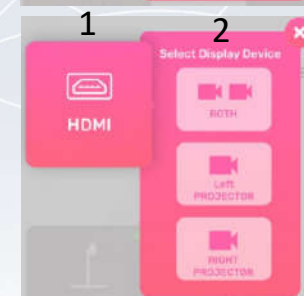 1 2
Select Display Device
HDMI
BOTH
Left
PROJECTOR
RIGHT
PROJECTOR